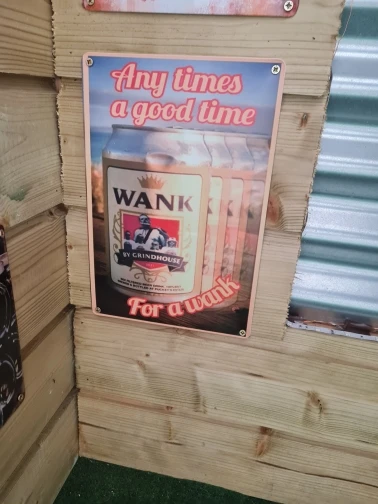 Any times
a good time
WANK
BY GRINDHOUSE
For a wank